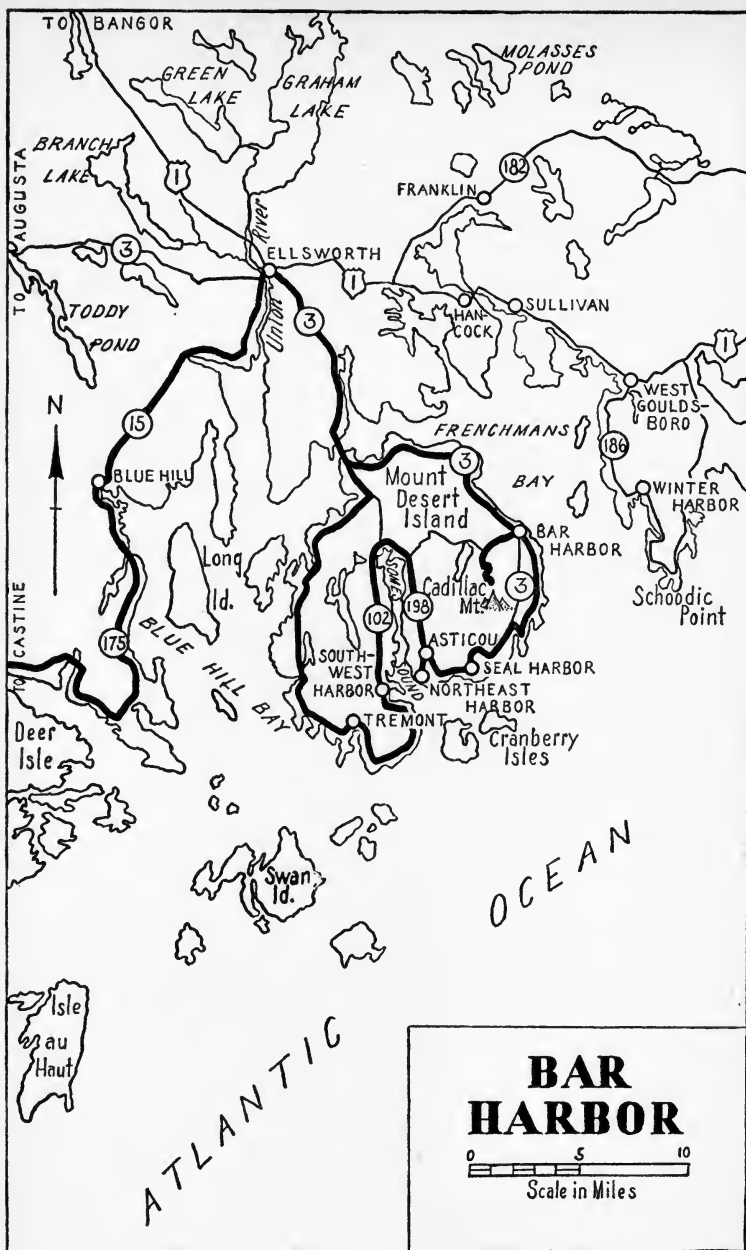 TO BANGOR
MOLASSES
POND
GREEN
LAKE
GRAHAM
LAKE
BRANCH
LAKE
1
182
FRANKLIN
TO AUGUSTA
3
River
ELLSWORTH
1
TODDY
POND
Union
3
HAN-
COCK
SULLIVAN
1
N
WEST
GOULDS-
BORO
15
FRENCHMANS
BAY
3
186
BLUE HILL
Mount
Desert
Island
WINTER
HARBOR
BAR
HARBOR
Long
Id.
SOMES
SOUND
Cadillac
Mt.
3
Schoodic
Point
102
198
TO CASTINE
175
BLUE HILL BAY
ASTICOU
SOUTH-
WEST
HARBOR
SEAL HARBOR
NORTHEAST
HARBOR
TREMONT
Deer
Isle
Cranberry
Isles
Swan
Id.
ATLANTIC
OCEAN
Isle
au
Haut
BAR
HARBOR
0 5 10
Scale in Miles